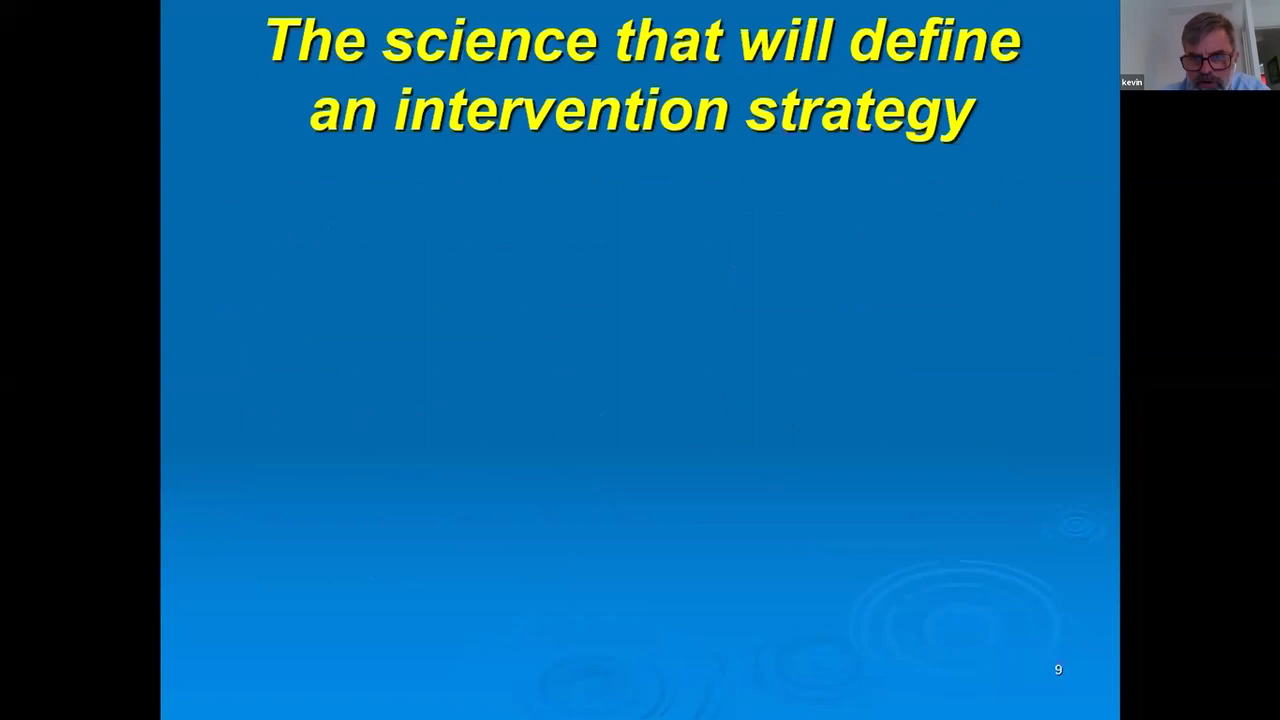 The science that will define
an intervention strategy
kevin
9